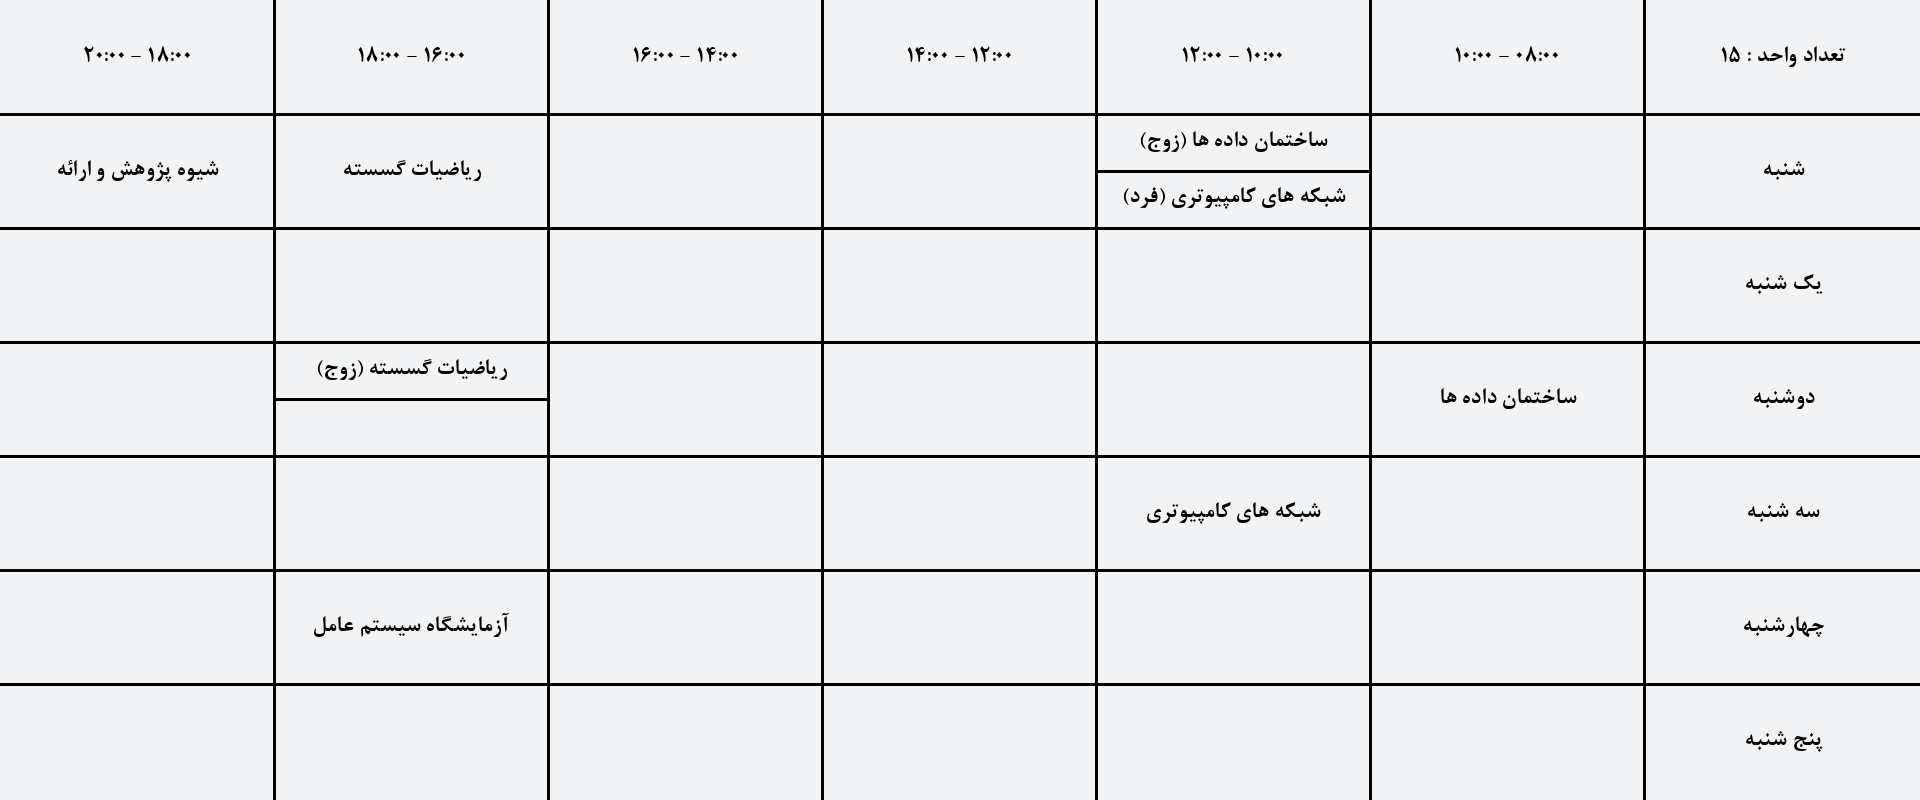 تعداد واحد : ۱۵
۰۸:۰۰ - ۱۰:۰۰
۱۰:۰۰ - ۱۲:۰۰
۱۲:۰۰ - ۱۴:۰۰
۱۴:۰۰ - ۱۶:۰۰
۱۶:۰۰ - ۱۸:۰۰
۱۸:۰۰ - ۲۰:۰۰
شنبه
ساختمان داده ها (زوج)
شبکه های کامپیوتری (فرد)
ریاضیات گسسته
شیوه پژوهش و ارائه
یک شنبه
دوشنبه
ساختمان داده ها
ریاضیات گسسته (زوج)
سه شنبه
شبکه های کامپیوتری
چهارشنبه
آزمایشگاه سیستم عامل
پنج شنبه